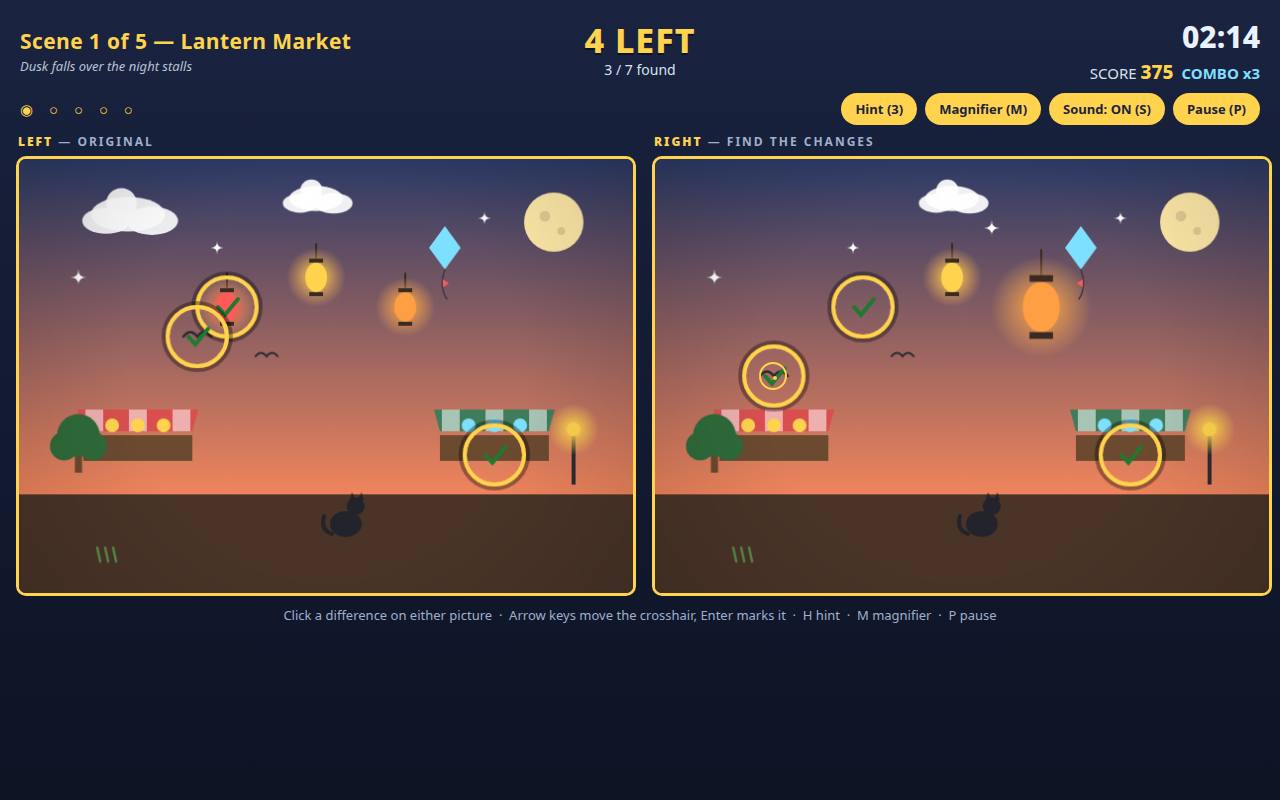 Scene 1 of 5 — Lantern Market
Dusk falls over the night stalls
4 LEFT
3 / 7 found
02:14
SCORE 375 COMBO x3
Hint (3)
Magnifier (M)
Sound: ON (S)
Pause (P)
LEFT — ORIGINAL
RIGHT — FIND THE CHANGES
Click a difference on either picture · Arrow keys move the crosshair, Enter marks it · H hint · M magnifier · P pause